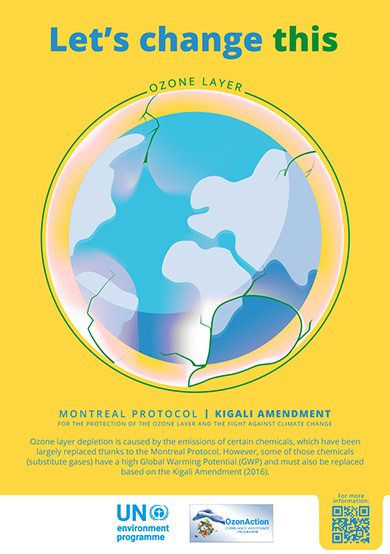 Let's change this
OZONE LAYER
MONTREAL PROTOCOL | KIGALI AMENDMENT
FOR THE PROTECTION OF THE OZONE LAYER AND THE FIGHT AGAINST CLIMATE CHANGE
Ozone layer depletion is caused by the emissions of certain chemicals, which have been
largely replaced thanks to the Montreal Protocol. However, some of those chemicals
(substitute gases) have a high Global Warming Potential (GWP) and must also be replaced
based on the Kigali Amendment (2016).
For more
information:
UN
environment
programme
OzonAction
COMPLIANCE ASSISTANCE
PROGRAMME